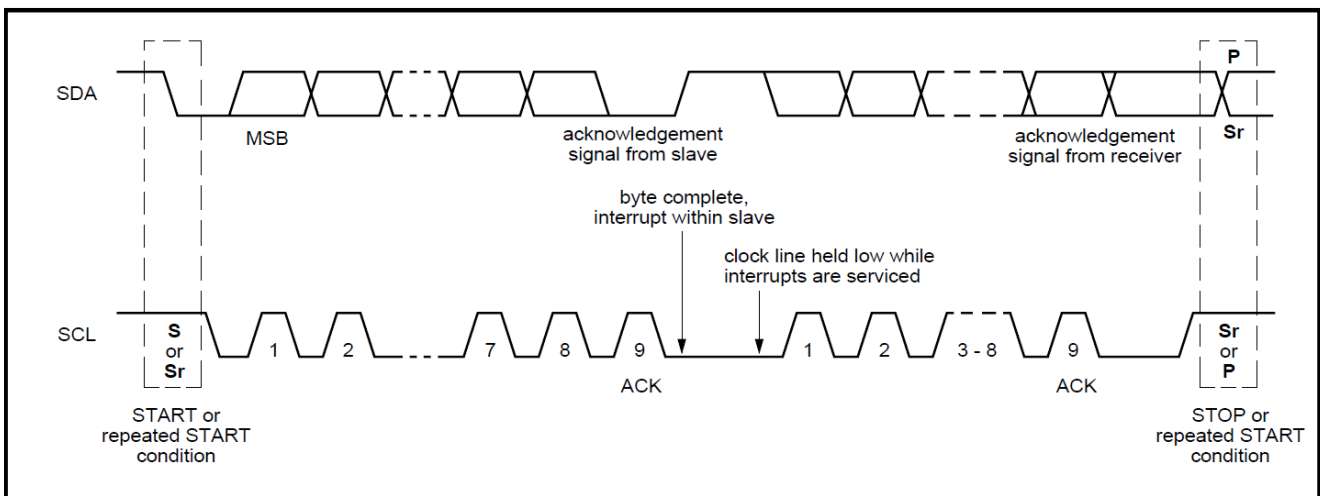 P
SDA
MSB
acknowledgement
signal from slave
acknowledgement
signal from receiver
Sr
byte complete,
interrupt within slave
clock line held low while
interrupts are serviced
SCL
S
or
Sr
1
2
7
8
9
1
2
3 - 8
9
Sr
or
P
ACK
ACK
START or
repeated START
condition
STOP or
repeated START
condition